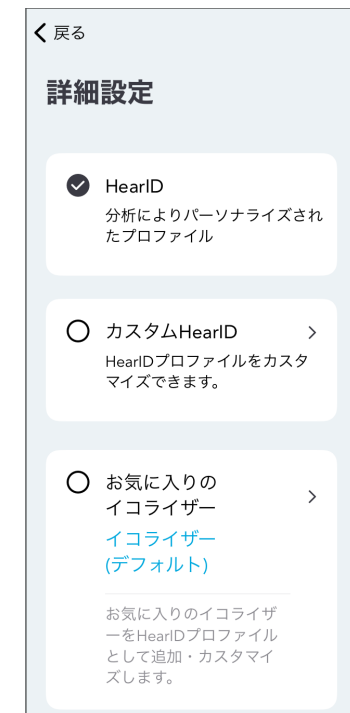 戻る
詳細設定
HearID
分析によりパーソナライズされ
たプロファイル
カスタムHearID
HearIDプロファイルをカスタ
マイズできます。
お気に入りの
イコライザー
イコライザー
(デフォルト)
お気に入りのイコライザ
ーをHearIDプロファイル
として追加・カスタマイ
ズします。